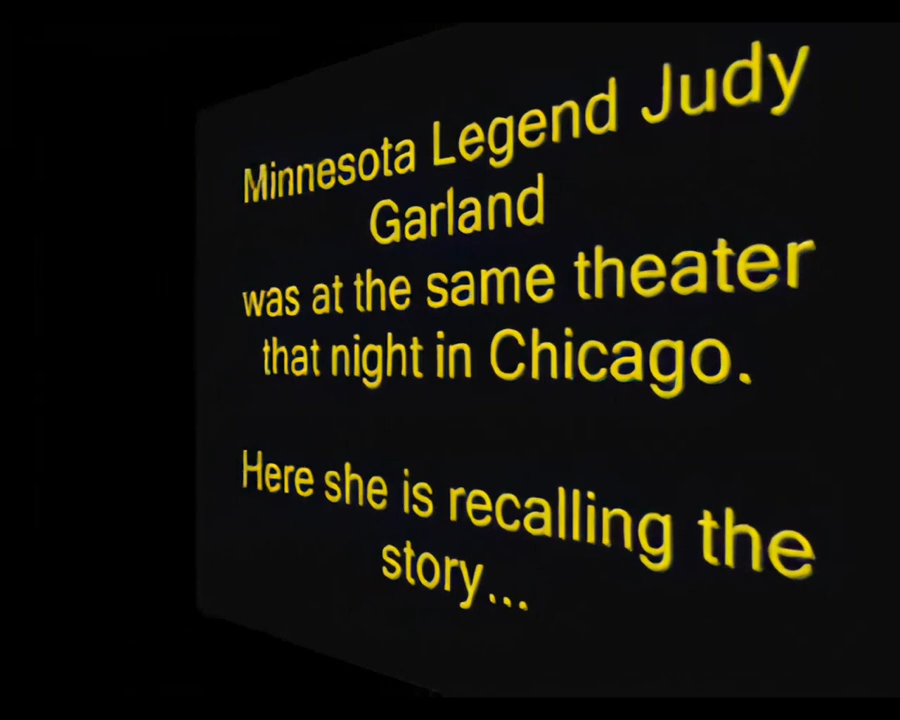 Minnesota Legend Judy
Garland
was at the same theater
that night in Chicago.
Here she is recalling the
story...